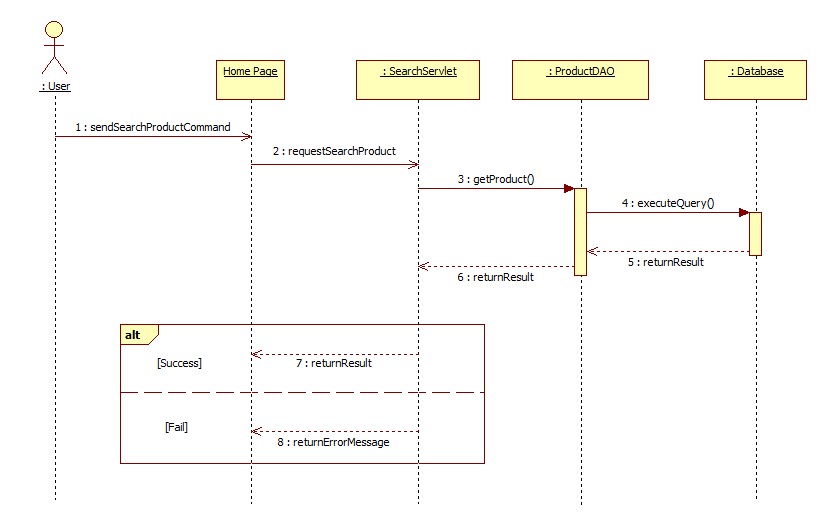 : User
Home Page
: SearchServlet
: ProductDAO
: Database
1 : sendSearchProductCommand
2 : requestSearchProduct
3 : getProduct()
4 : executeQuery()
5 : returnResult
6 : returnResult
alt
[Success]
7 : returnResult
[Fail]
8 : returnErrorMessage